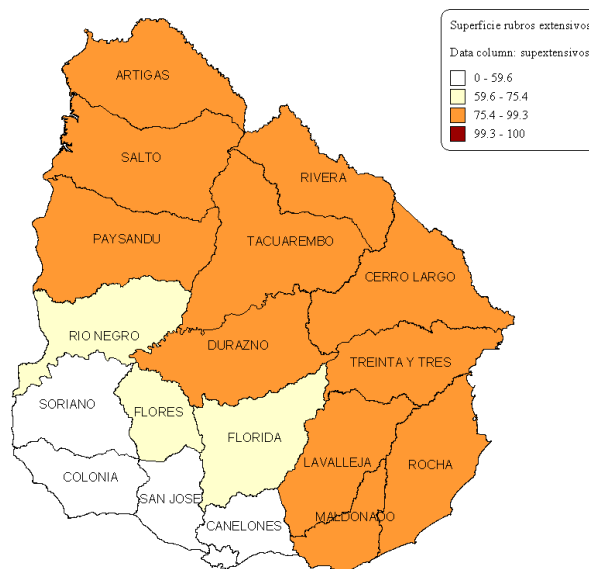 Superficie rubros extensivos
Data column: supextensivos
0 - 59.6
59.6 - 75.4
75.4 - 99.3
99.3 - 100
ARTIGAS
SALTO
RIVERA
PAYSANDU
TACUAREMBO
CERRO LARGO
RIO NEGRO
DURAZNO
TREINTA Y TRES
SORIANO
FLORES
FLORIDA
LAVALLEJA
ROCHA
COLONIA
SAN JOSE
MALDONADO
CANELONES